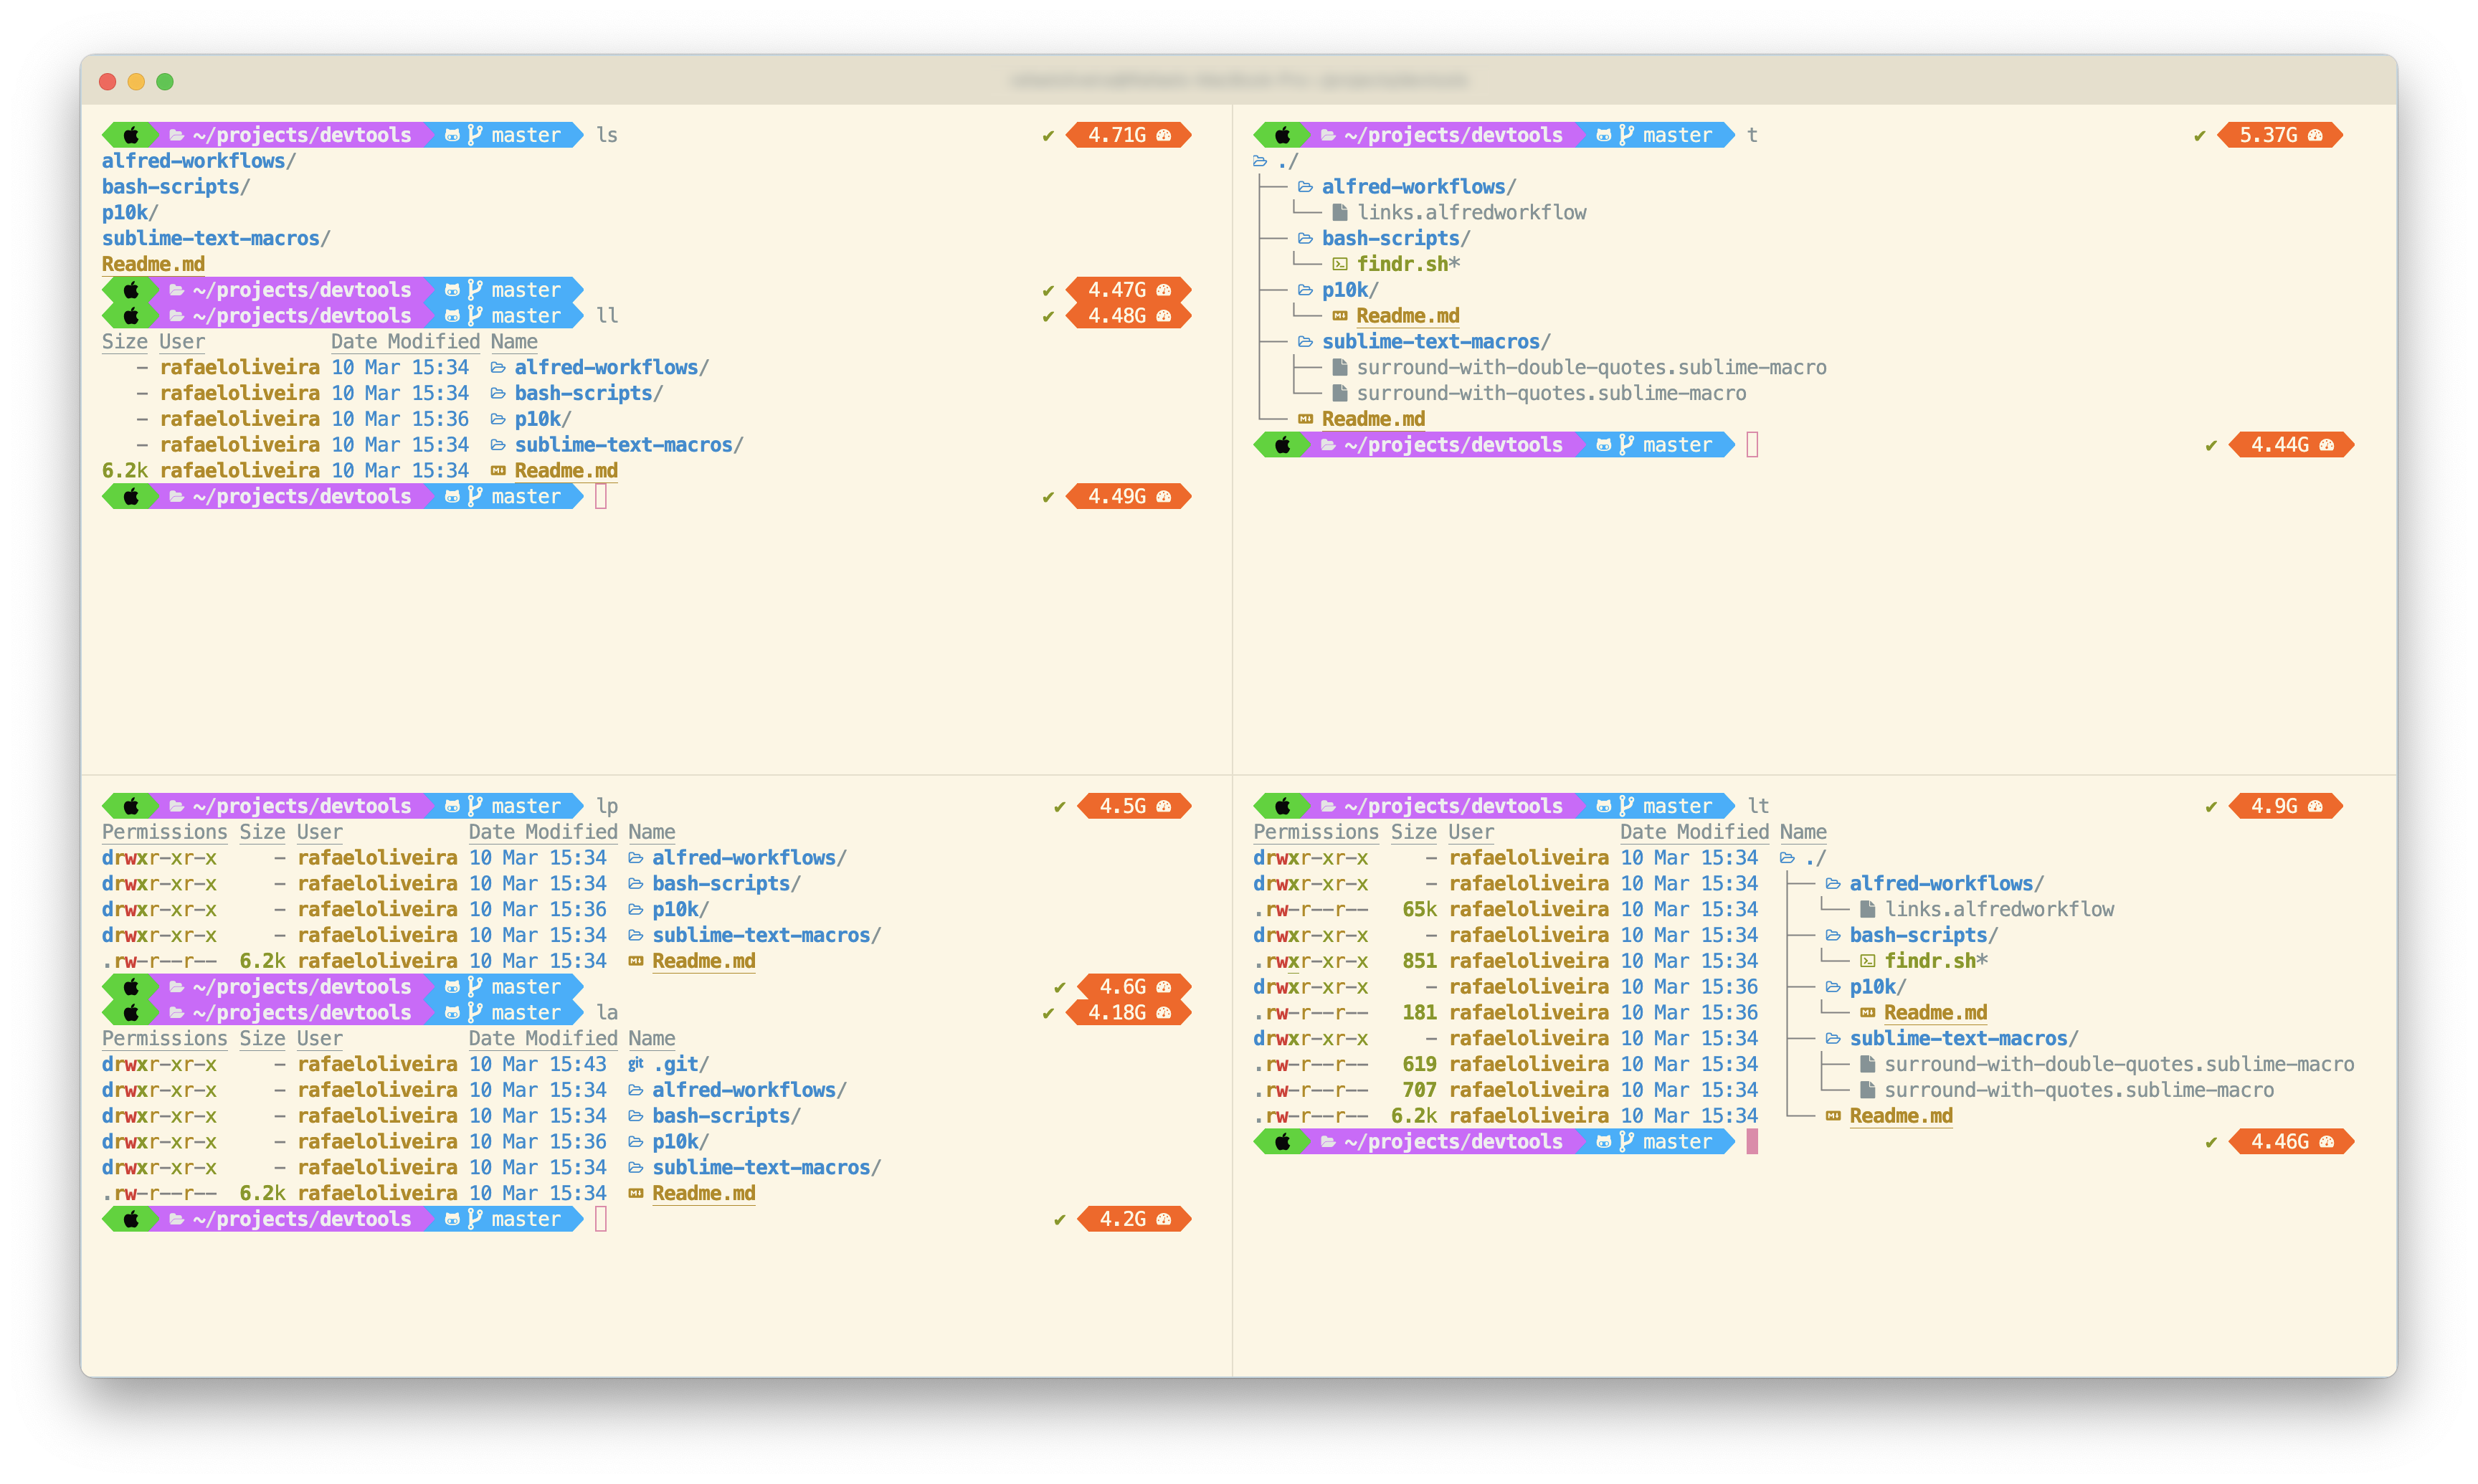 ~/projects/devtools master ls ✔ 4.71G
alfred-workflows/
bash-scripts/
p10k/
sublime-text-macros/
Readme.md
~/projects/devtools master ✔ 4.47G
~/projects/devtools master ll ✔ 4.48G
Size User Date Modified Name
- rafaeloliveira 10 Mar 15:34 alfred-workflows/
- rafaeloliveira 10 Mar 15:34 bash-scripts/
- rafaeloliveira 10 Mar 15:36 p10k/
- rafaeloliveira 10 Mar 15:34 sublime-text-macros/
6.2k rafaeloliveira 10 Mar 15:34 Readme.md
~/projects/devtools master ✔ 4.49G
~/projects/devtools master t ✔ 5.37G
./
alfred-workflows/
links.alfredworkflow
bash-scripts/
findr.sh*
p10k/
Readme.md
sublime-text-macros/
surround-with-double-quotes.sublime-macro
surround-with-quotes.sublime-macro
Readme.md
~/projects/devtools master ✔ 4.44G
~/projects/devtools master lp ✔ 4.5G
Permissions Size User Date Modified Name
drwxr-xr-x - rafaeloliveira 10 Mar 15:34 alfred-workflows/
drwxr-xr-x - rafaeloliveira 10 Mar 15:34 bash-scripts/
drwxr-xr-x - rafaeloliveira 10 Mar 15:36 p10k/
drwxr-xr-x - rafaeloliveira 10 Mar 15:34 sublime-text-macros/
.rw-r--r-- 6.2k rafaeloliveira 10 Mar 15:34 Readme.md
~/projects/devtools master ✔ 4.6G
~/projects/devtools master la ✔ 4.18G
Permissions Size User Date Modified Name
drwxr-xr-x - rafaeloliveira 10 Mar 15:43 git .git/
drwxr-xr-x - rafaeloliveira 10 Mar 15:34 alfred-workflows/
drwxr-xr-x - rafaeloliveira 10 Mar 15:34 bash-scripts/
drwxr-xr-x - rafaeloliveira 10 Mar 15:36 p10k/
drwxr-xr-x - rafaeloliveira 10 Mar 15:34 sublime-text-macros/
.rw-r--r-- 6.2k rafaeloliveira 10 Mar 15:34 Readme.md
~/projects/devtools master ✔ 4.2G
~/projects/devtools master lt ✔ 4.9G
Permissions Size User Date Modified Name
drwxr-xr-x - rafaeloliveira 10 Mar 15:34 ./
drwxr-xr-x - rafaeloliveira 10 Mar 15:34 alfred-workflows/
.rw-r--r-- 65k rafaeloliveira 10 Mar 15:34 links.alfredworkflow
drwxr-xr-x - rafaeloliveira 10 Mar 15:34 bash-scripts/
.rwxr-xr-x 851 rafaeloliveira 10 Mar 15:34 findr.sh*
drwxr-xr-x - rafaeloliveira 10 Mar 15:36 p10k/
.rw-r--r-- 181 rafaeloliveira 10 Mar 15:36 Readme.md
drwxr-xr-x - rafaeloliveira 10 Mar 15:34 sublime-text-macros/
.rw-r--r-- 619 rafaeloliveira 10 Mar 15:34 surround-with-double-quotes.sublime-macro
.rw-r--r-- 707 rafaeloliveira 10 Mar 15:34 surround-with-quotes.sublime-macro
.rw-r--r-- 6.2k rafaeloliveira 10 Mar 15:34 Readme.md
~/projects/devtools master ✔ 4.46G